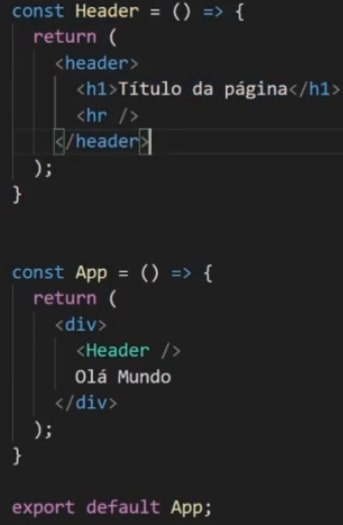 const Header = () => {
  return (
    <header>
      <h1>Título da página</h1>
      <hr />
    </header>
  );
}

const App = () => {
  return (
    <div>
      <Header />
      Olá Mundo
    </div>
  );
}

export default App;